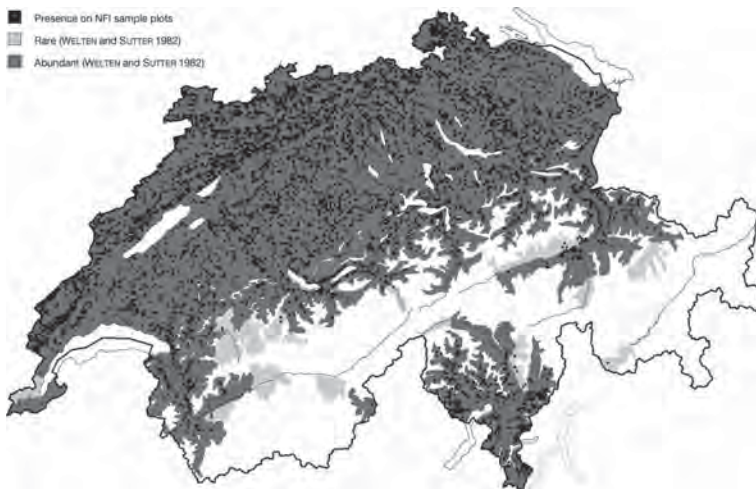 Presence on NFI sample plots
Rare (WELTEN and SUTTER 1982)
Abundant (WELTEN and SUTTER 1982)